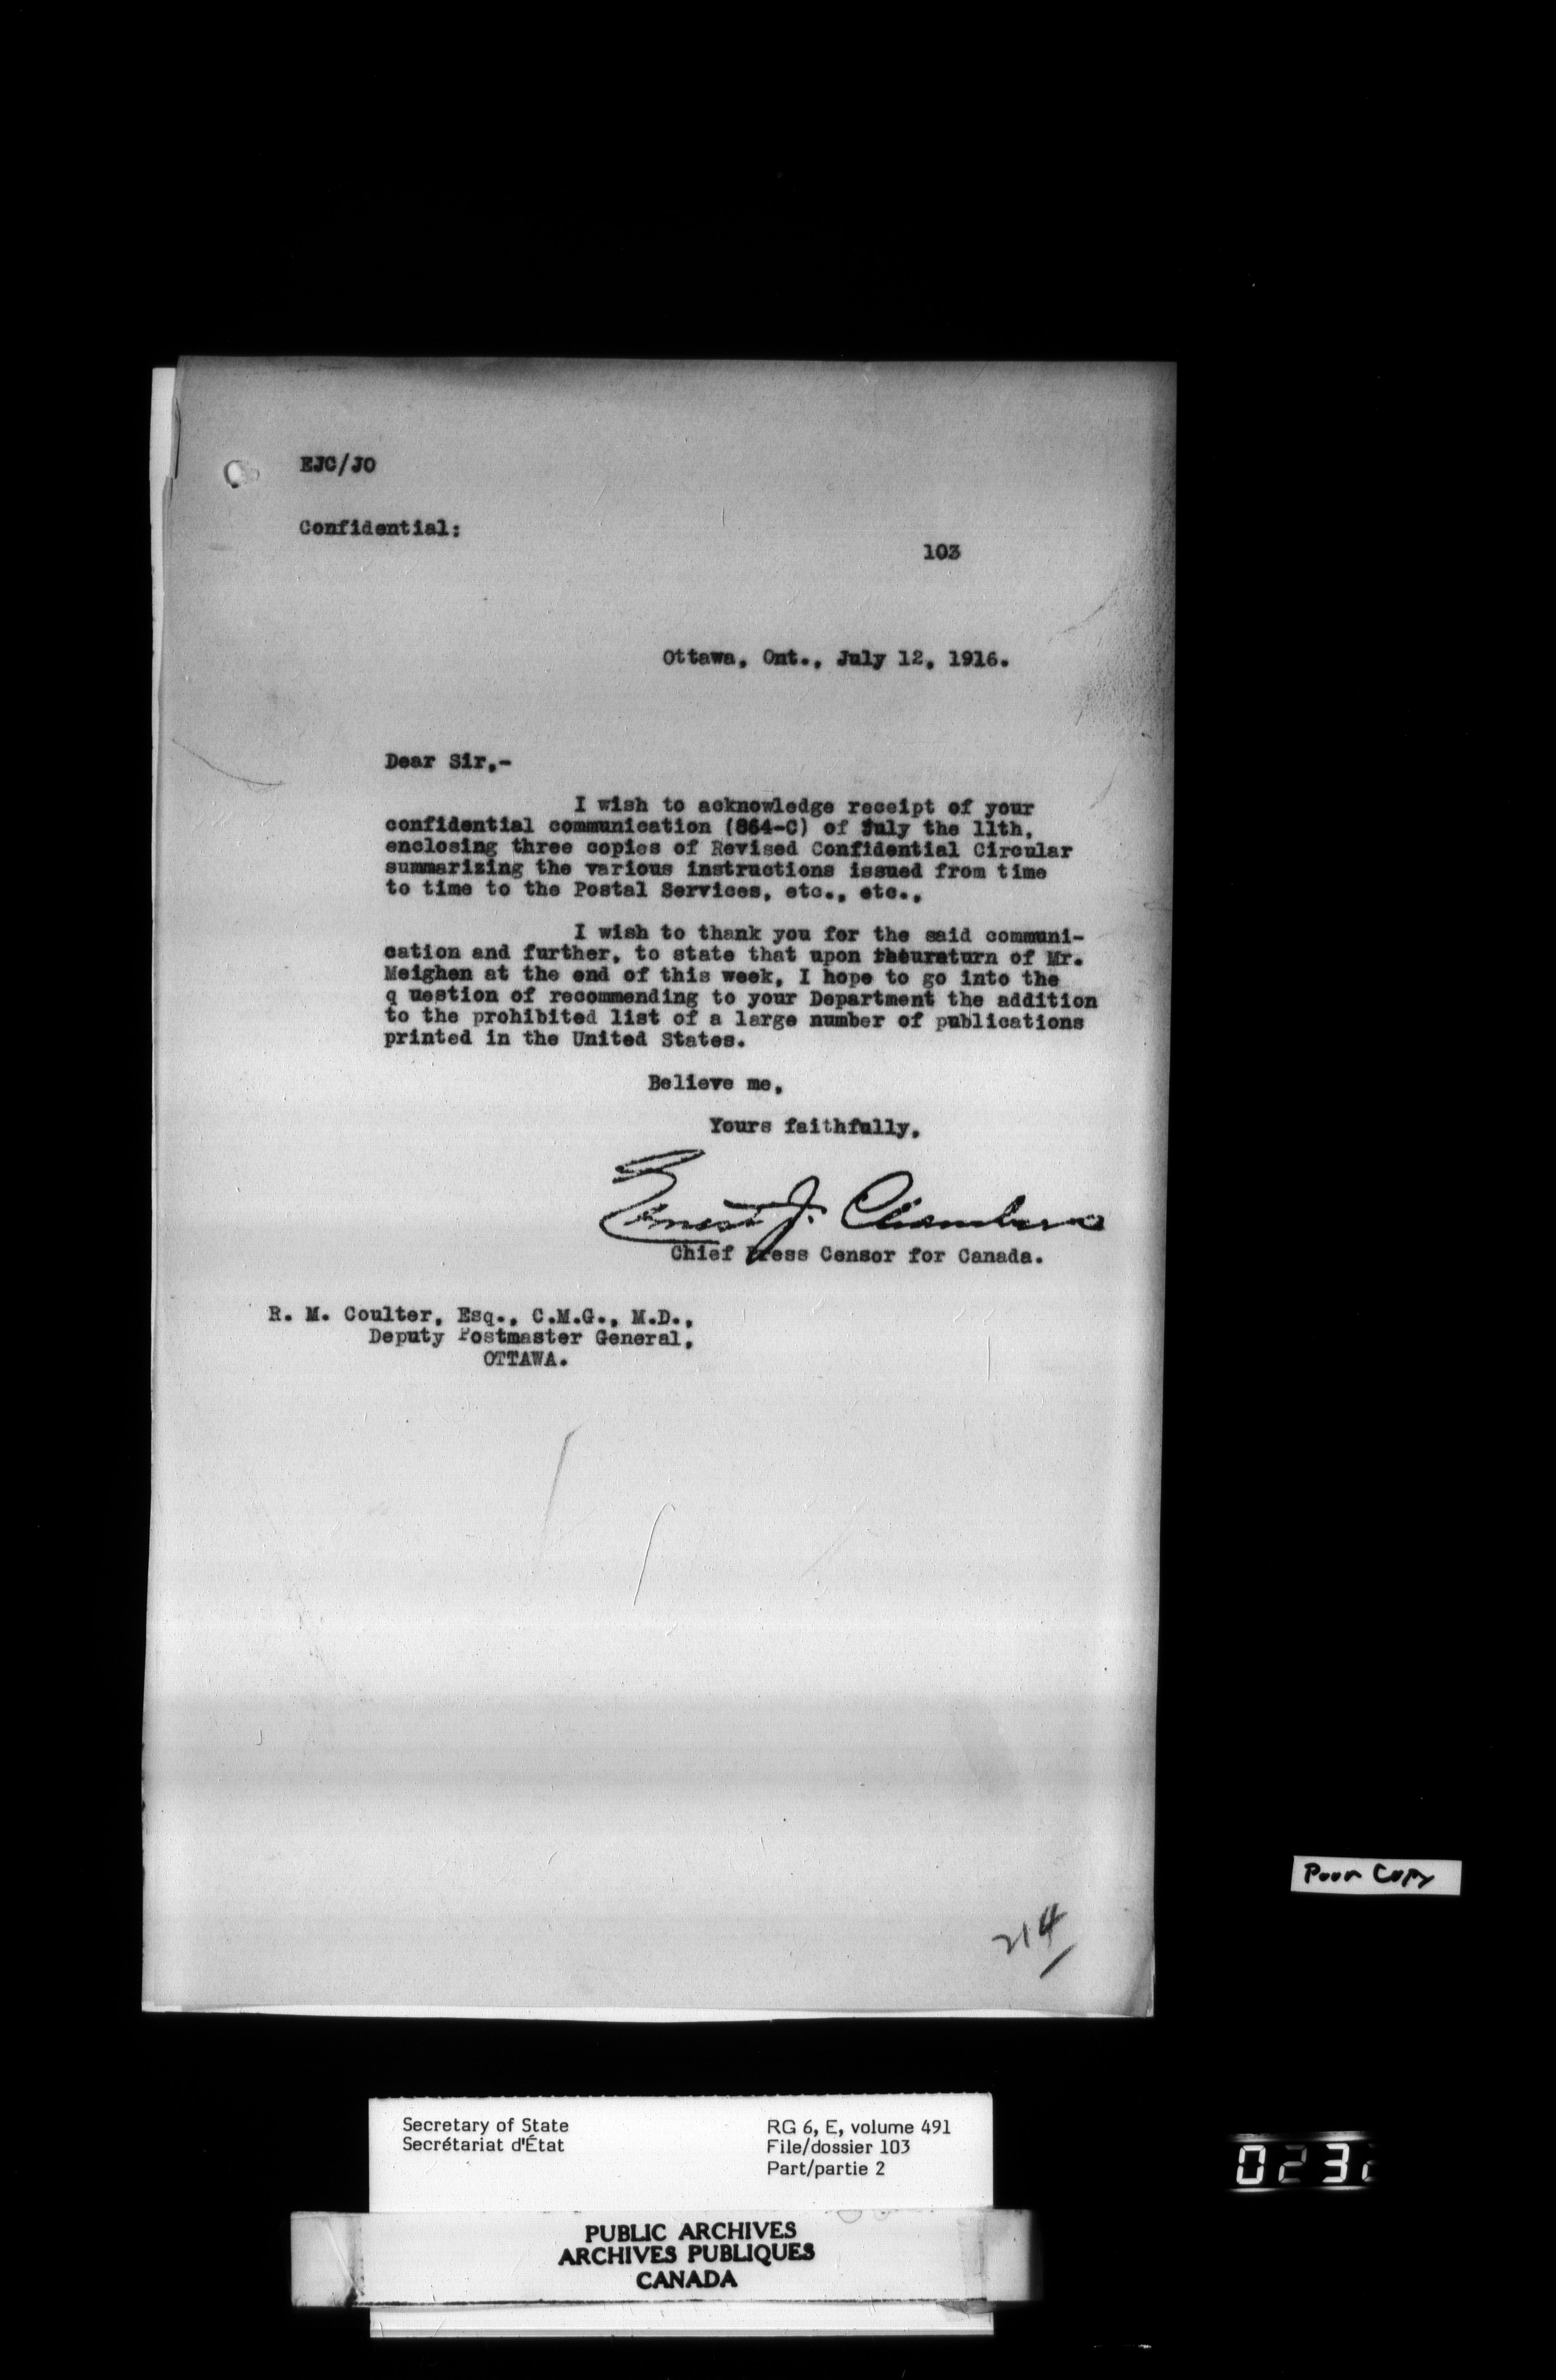 EJC/JO
Confidential:
103
Ottawa, Ont., July 12, 1916.
Dear Sir,-
I wish to acknowledge receipt of your
confidential communication (864-C) of July the 11th,
enclosing three copies of Revised Confidential Circular
summarizing the various instructions issued from time
to time to the Postal Services, etc., etc.,
I wish to thank you for the said communi-
cation and further, to state that upon of Mr.
Meighen at the end of this week, I hope to go into the
q uestion of recommending to your Department the addition
to the prohibited list of a large number of publications
printed in the United States.
Believe me,
Yours faithfully,
Ernest J. Chambers
Chief Press Censor for Canada.
R. M. Coulter, Esq., C.M.G., M.D.,
Deputy Postmaster General,
OTTAWA.
Poor Copy
214
Secretary of State
Secrétariat d'État
RG 6, E, volume 491
File/dossier 103
Part/partie 2
023
PUBLIC ARCHIVES
ARCHIVES PUBLIQUES
CANADA